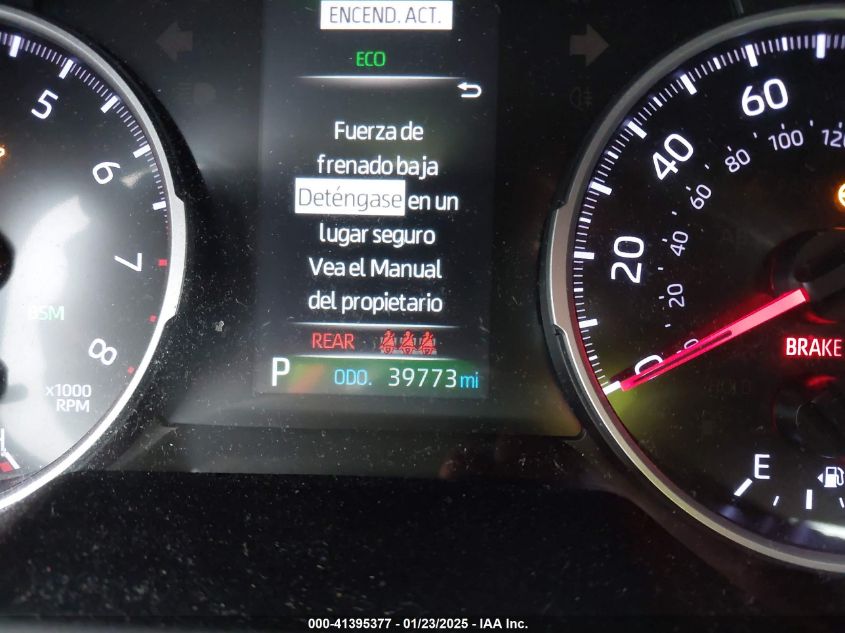 ENCEND. ACT.
ECO
Fuerza de
frenado baja
Deténgase en un
lugar seguro
Vea el Manual
del propietario
REAR
P ODO. 39773 mi
5
6
7
8
x1000
RPM
BSM
H
60
40
20
0
120
100
80
60
40
20
BRAKE
E
000-41395377 - 01/23/2025 - IAA Inc.